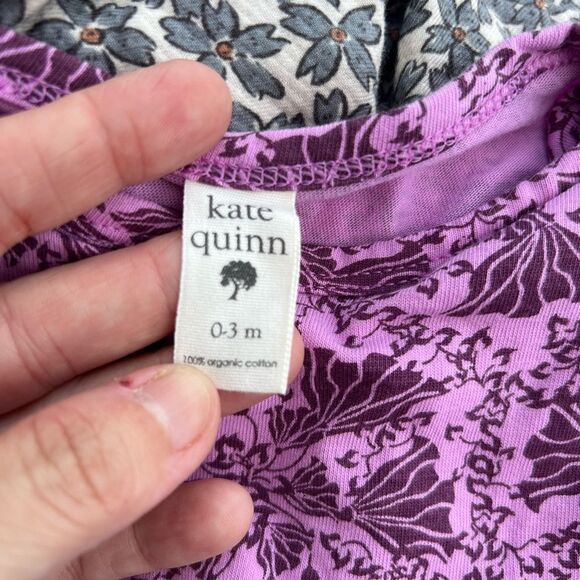 kate
quinn
0-3 m
100% organic cotton